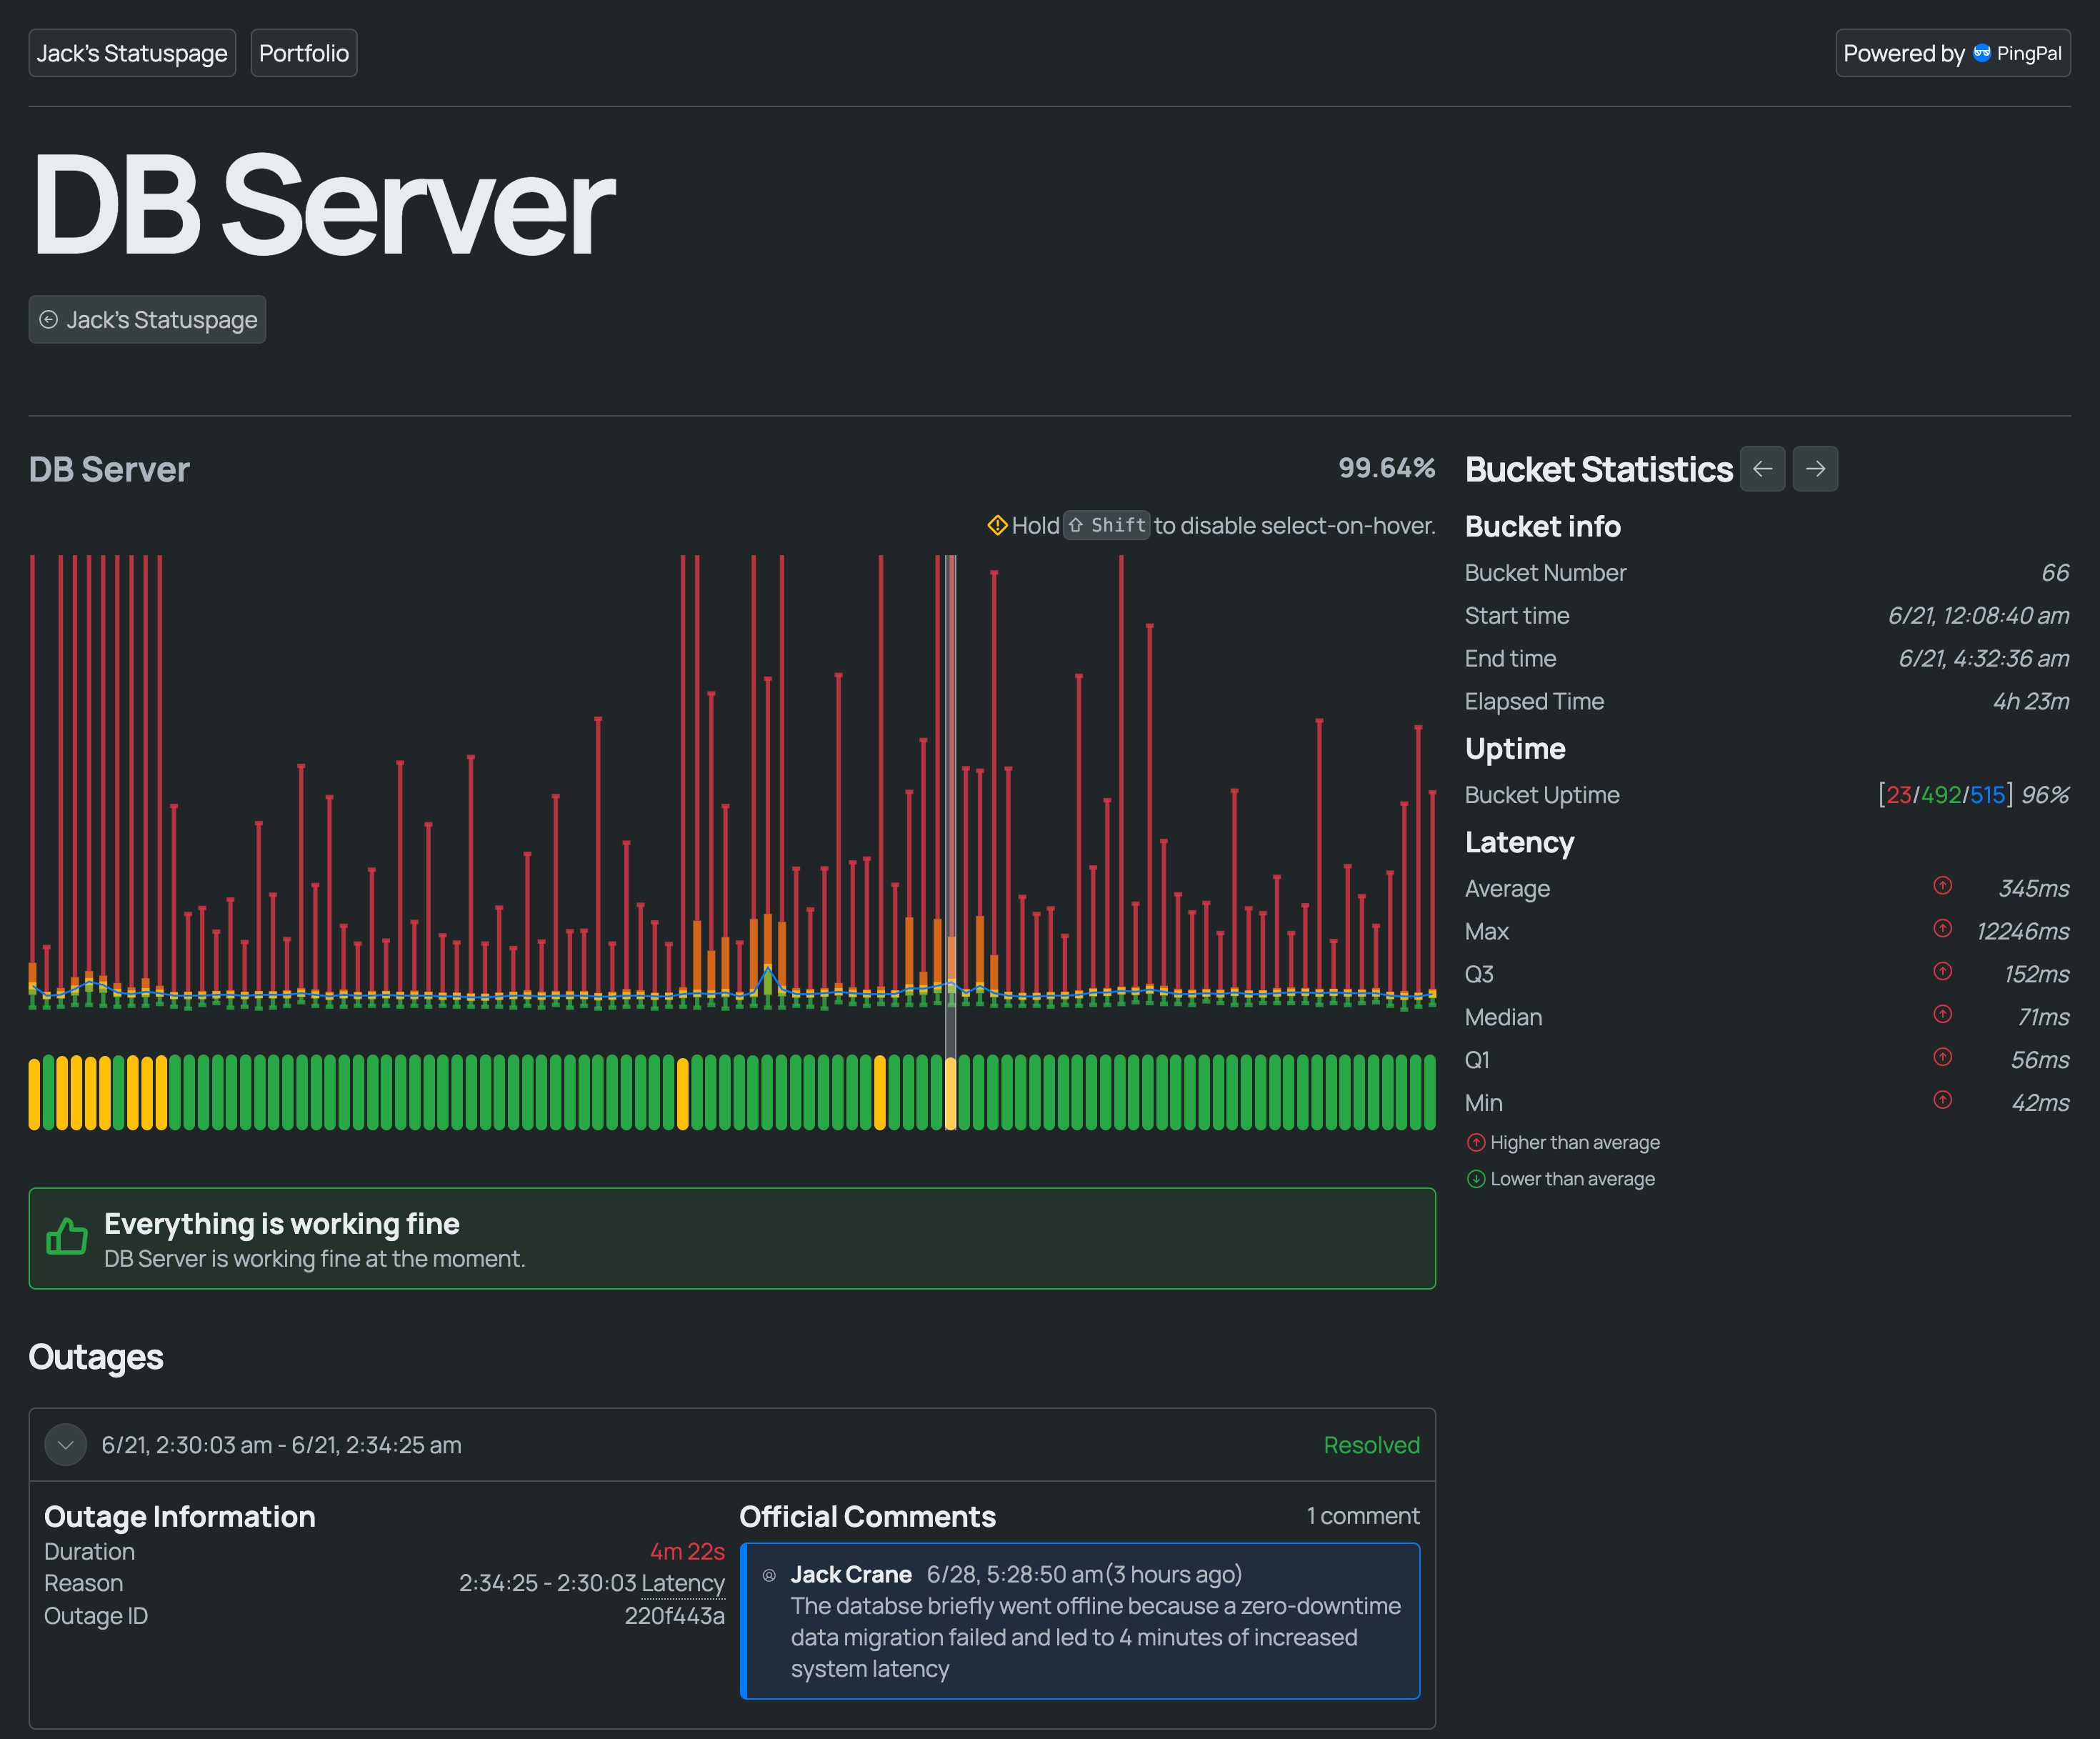 Jack's Statuspage Portfolio Powered by PingPal
DB Server
Jack's Statuspage
DB Server 99.64%
Hold Shift to disable select-on-hover.
Bucket Statistics
Bucket info
Bucket Number 66
Start time 6/21, 12:08:40 am
End time 6/21, 4:32:36 am
Elapsed Time 4h 23m
Uptime
Bucket Uptime [23/492/515] 96%
Latency
Average 345ms
Max 12246ms
Q3 152ms
Median 71ms
Q1 56ms
Min 42ms
Higher than average
Lower than average
Everything is working fine
DB Server is working fine at the moment.
Outages
6/21, 2:30:03 am - 6/21, 2:34:25 am Resolved
Outage Information
Duration 4m 22s
Reason 2:34:25 - 2:30:03 Latency
Outage ID 220f443a
Official Comments 1 comment
Jack Crane 6/28, 5:28:50 am(3 hours ago)
The databse briefly went offline because a zero-downtime
data migration failed and led to 4 minutes of increased
system latency